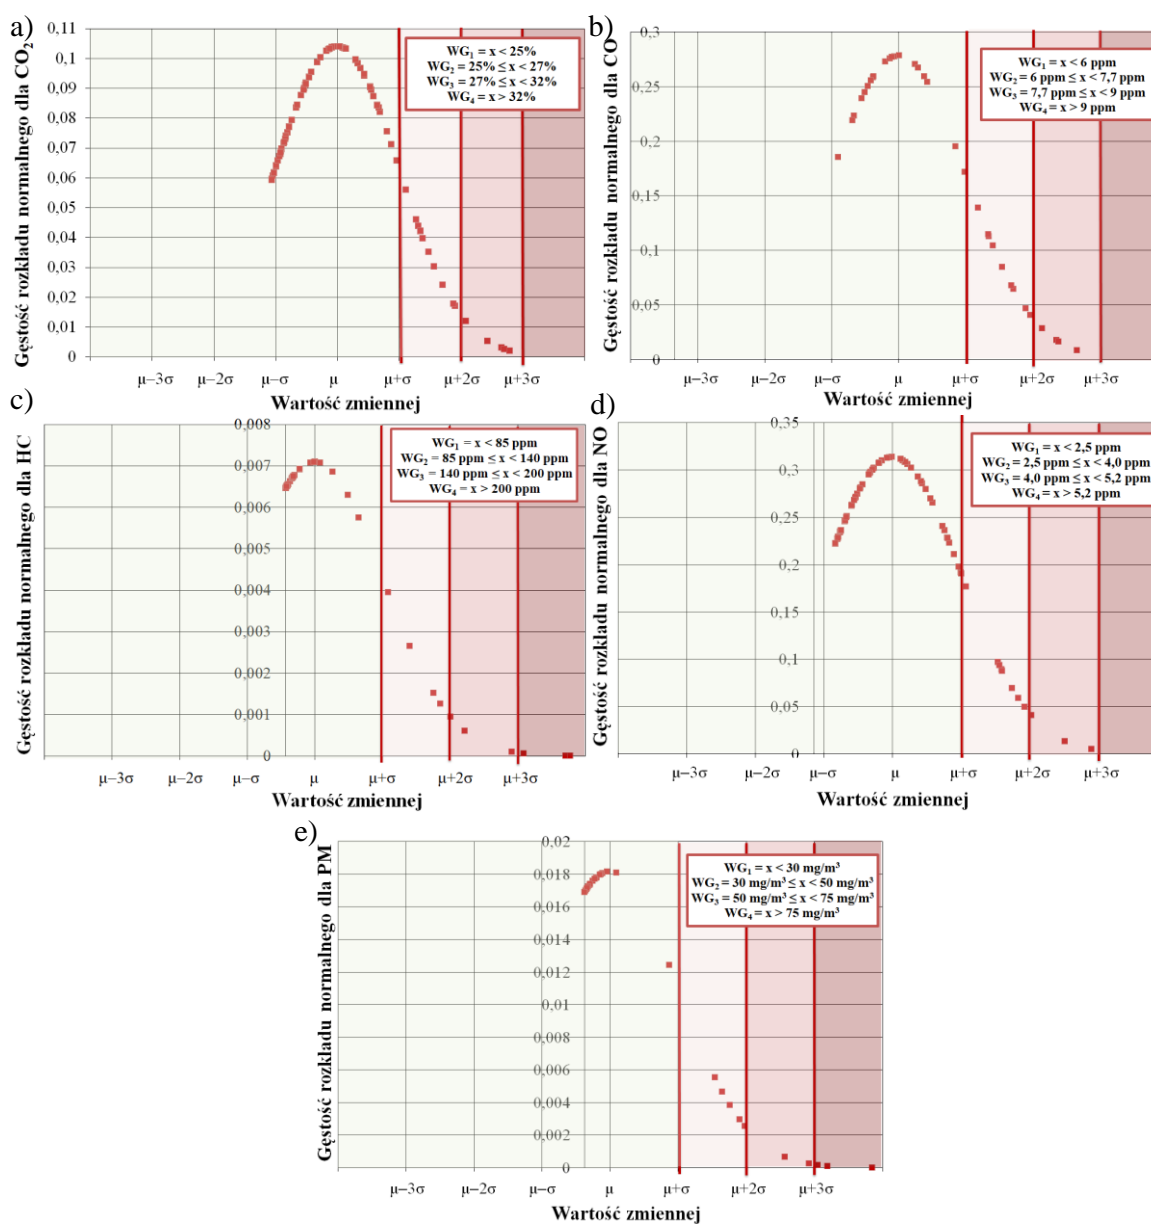 a)
Gęstość rozkładu normalnego dla CO₂
0,11
0,1
0,09
0,08
0,07
0,06
0,05
0,04
0,03
0,02
0,01
0
WG₁ = x < 25%
WG₂ = 25% ≤ x < 27%
WG₃ = 27% ≤ x < 32%
WG₄ = x > 32%
μ−3σ μ−2σ μ−σ μ μ+σ μ+2σ μ+3σ
Wartość zmiennej
b)
Gęstość rozkładu normalnego dla CO
0,3
0,25
0,2
0,15
0,1
0,05
0
WG₁ = x < 6 ppm
WG₂ = 6 ppm ≤ x < 7,7 ppm
WG₃ = 7,7 ppm ≤ x < 9 ppm
WG₄ = x > 9 ppm
μ−3σ μ−2σ μ−σ μ μ+σ μ+2σ μ+3σ
Wartość zmiennej
c)
Gęstość rozkładu normalnego dla HC
0,008
0,007
0,006
0,005
0,004
0,003
0,002
0,001
0
WG₁ = x < 85 ppm
WG₂ = 85 ppm ≤ x < 140 ppm
WG₃ = 140 ppm ≤ x < 200 ppm
WG₄ = x > 200 ppm
μ−3σ μ−2σ μ−σ μ μ+σ μ+2σ μ+3σ
Wartość zmiennej
d)
Gęstość rozkładu normalnego dla NO
0,35
0,3
0,25
0,2
0,15
0,1
0,05
0
WG₁ = x < 2,5 ppm
WG₂ = 2,5 ppm ≤ x < 4,0 ppm
WG₃ = 4,0 ppm ≤ x < 5,2 ppm
WG₄ = x > 5,2 ppm
μ−3σ μ−2σ μ−σ μ μ+σ μ+2σ μ+3σ
Wartość zmiennej
e)
Gęstość rozkładu normalnego dla PM
0,02
0,018
0,016
0,014
0,012
0,01
0,008
0,006
0,004
0,002
0
WG₁ = x < 30 mg/m³
WG₂ = 30 mg/m³ ≤ x < 50 mg/m³
WG₃ = 50 mg/m³ ≤ x < 75 mg/m³
WG₄ = x > 75 mg/m³
μ−3σ μ−2σ μ−σ μ μ+σ μ+2σ μ+3σ
Wartość zmiennej